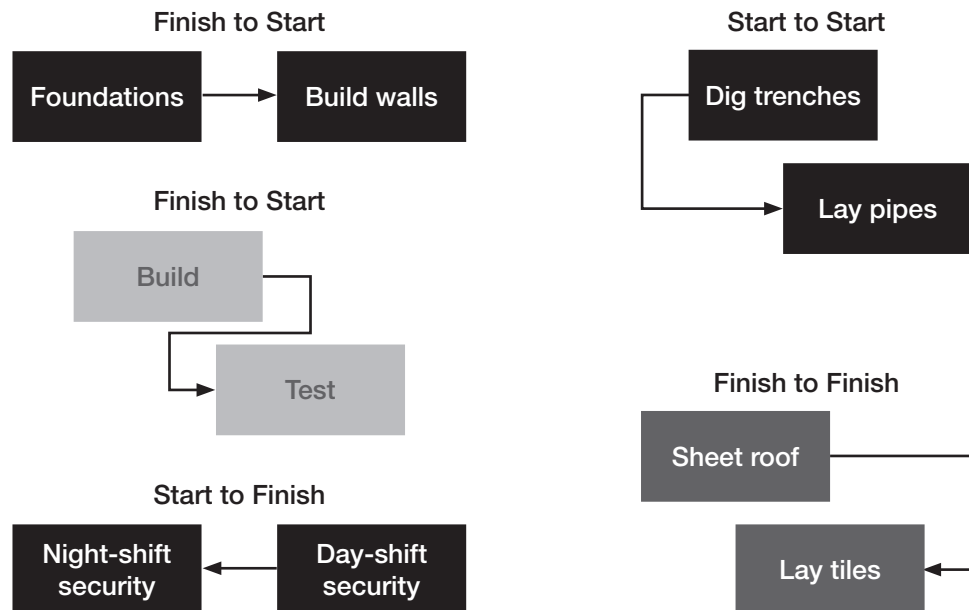 Finish to Start
Foundations
Build walls
Finish to Start
Build
Test
Start to Finish
Night-shift
security
Day-shift
security
Start to Start
Dig trenches
Lay pipes
Finish to Finish
Sheet roof
Lay tiles